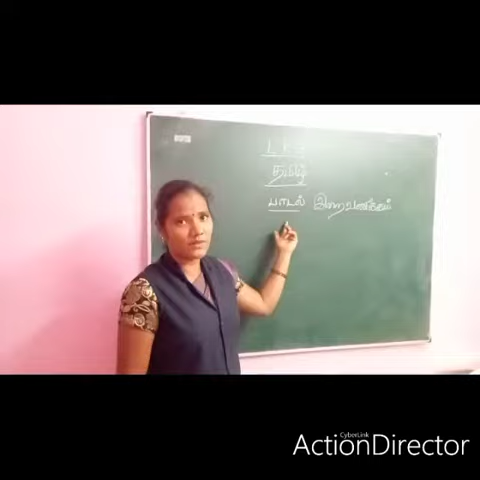 L K G
தமிழ்
பாடல் இறைவணக்கம்
CyberLink
ActionDirector